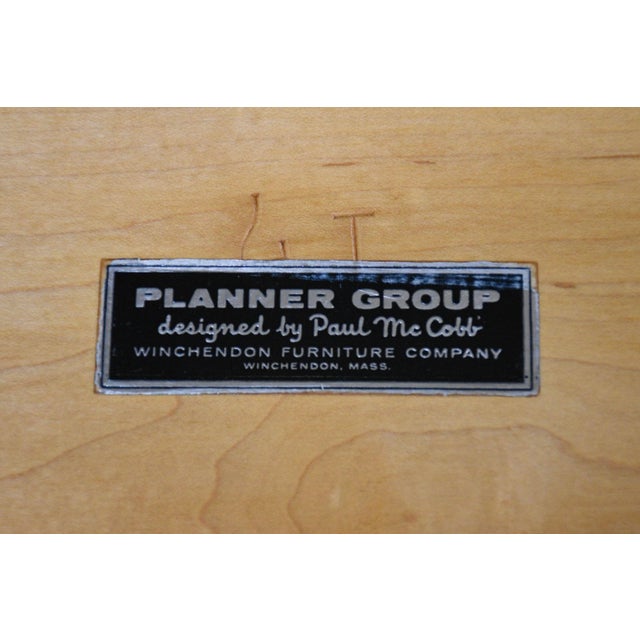 PLANNER GROUP
designed by Paul McCobb
WINCHENDON FURNITURE COMPANY
WINCHENDON, MASS.